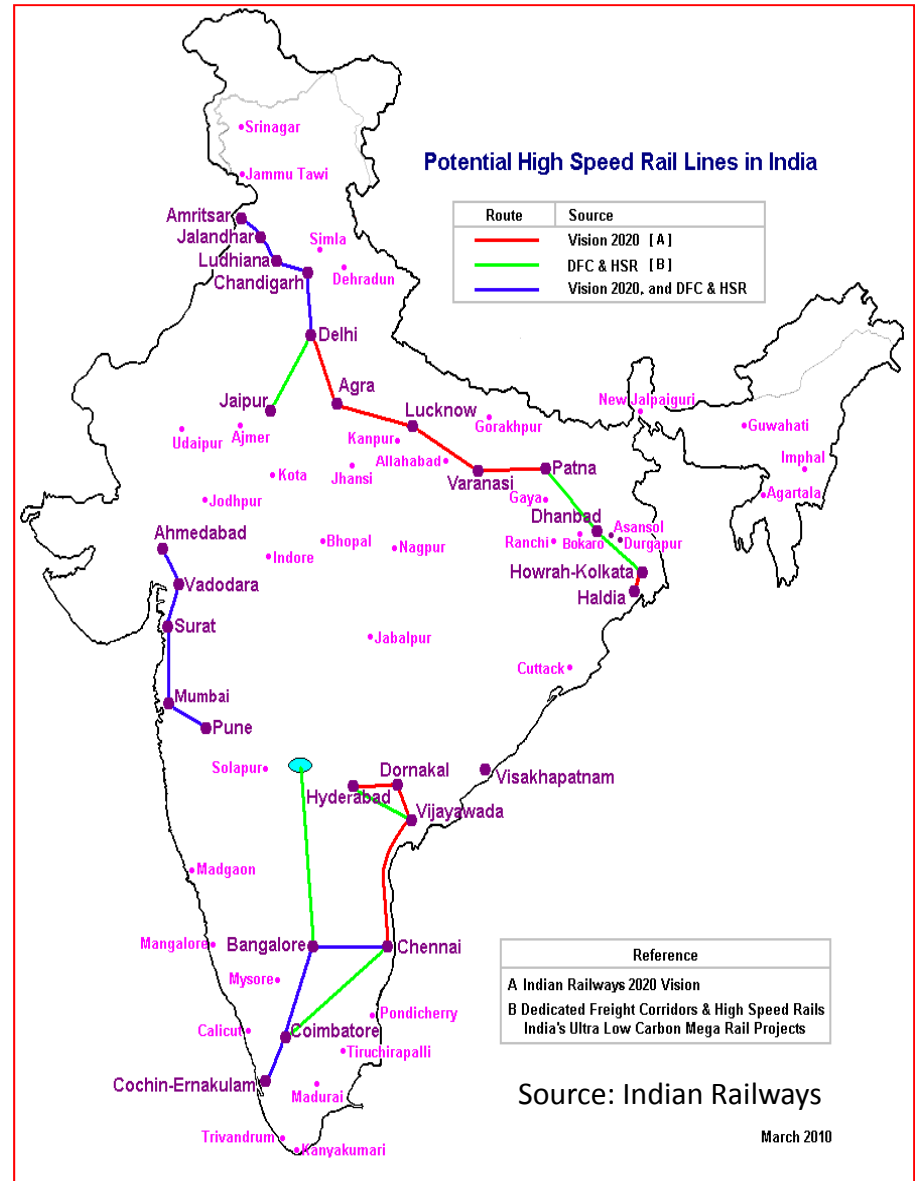 Srinagar
Potential High Speed Rail Lines in India
Jammu Tawi
Route Source
Vision 2020 [A]
DFC & HSR [B]
Vision 2020, and DFC & HSR
Amritsar
Jalandhar
Simla
Ludhiana
Dehradun
Chandigarh
Delhi
Agra
Jaipur
New Jalpaiguri
Lucknow
Gorakhpur
Guwahati
Ajmer
Udaipur
Kanpur
Allahabad
Imphal
Jhansi
Patna
Kota
Varanasi
Agartala
Jodhpur
Gaya
Dhanbad
Asansol
Ahmedabad
Bhopal
Nagpur
Ranchi
Bokaro
Durgapur
Indore
Howrah-Kolkata
Vadodara
Haldia
Surat
Jabalpur
Cuttack
Mumbai
Pune
Solapur
Dornakal
Visakhapatnam
Hyderabad
Vijayawada
Madgaon
Mangalore
Bangalore
Chennai
Reference
Mysore
A Indian Railways 2020 Vision
B Dedicated Freight Corridors & High Speed Rails
India's Ultra Low Carbon Mega Rail Projects
Pondicherry
Calicut
Coimbatore
Tiruchirapalli
Cochin-Ernakulam
Madurai
Source: Indian Railways
Trivandrum
March 2010
Kanyakumari